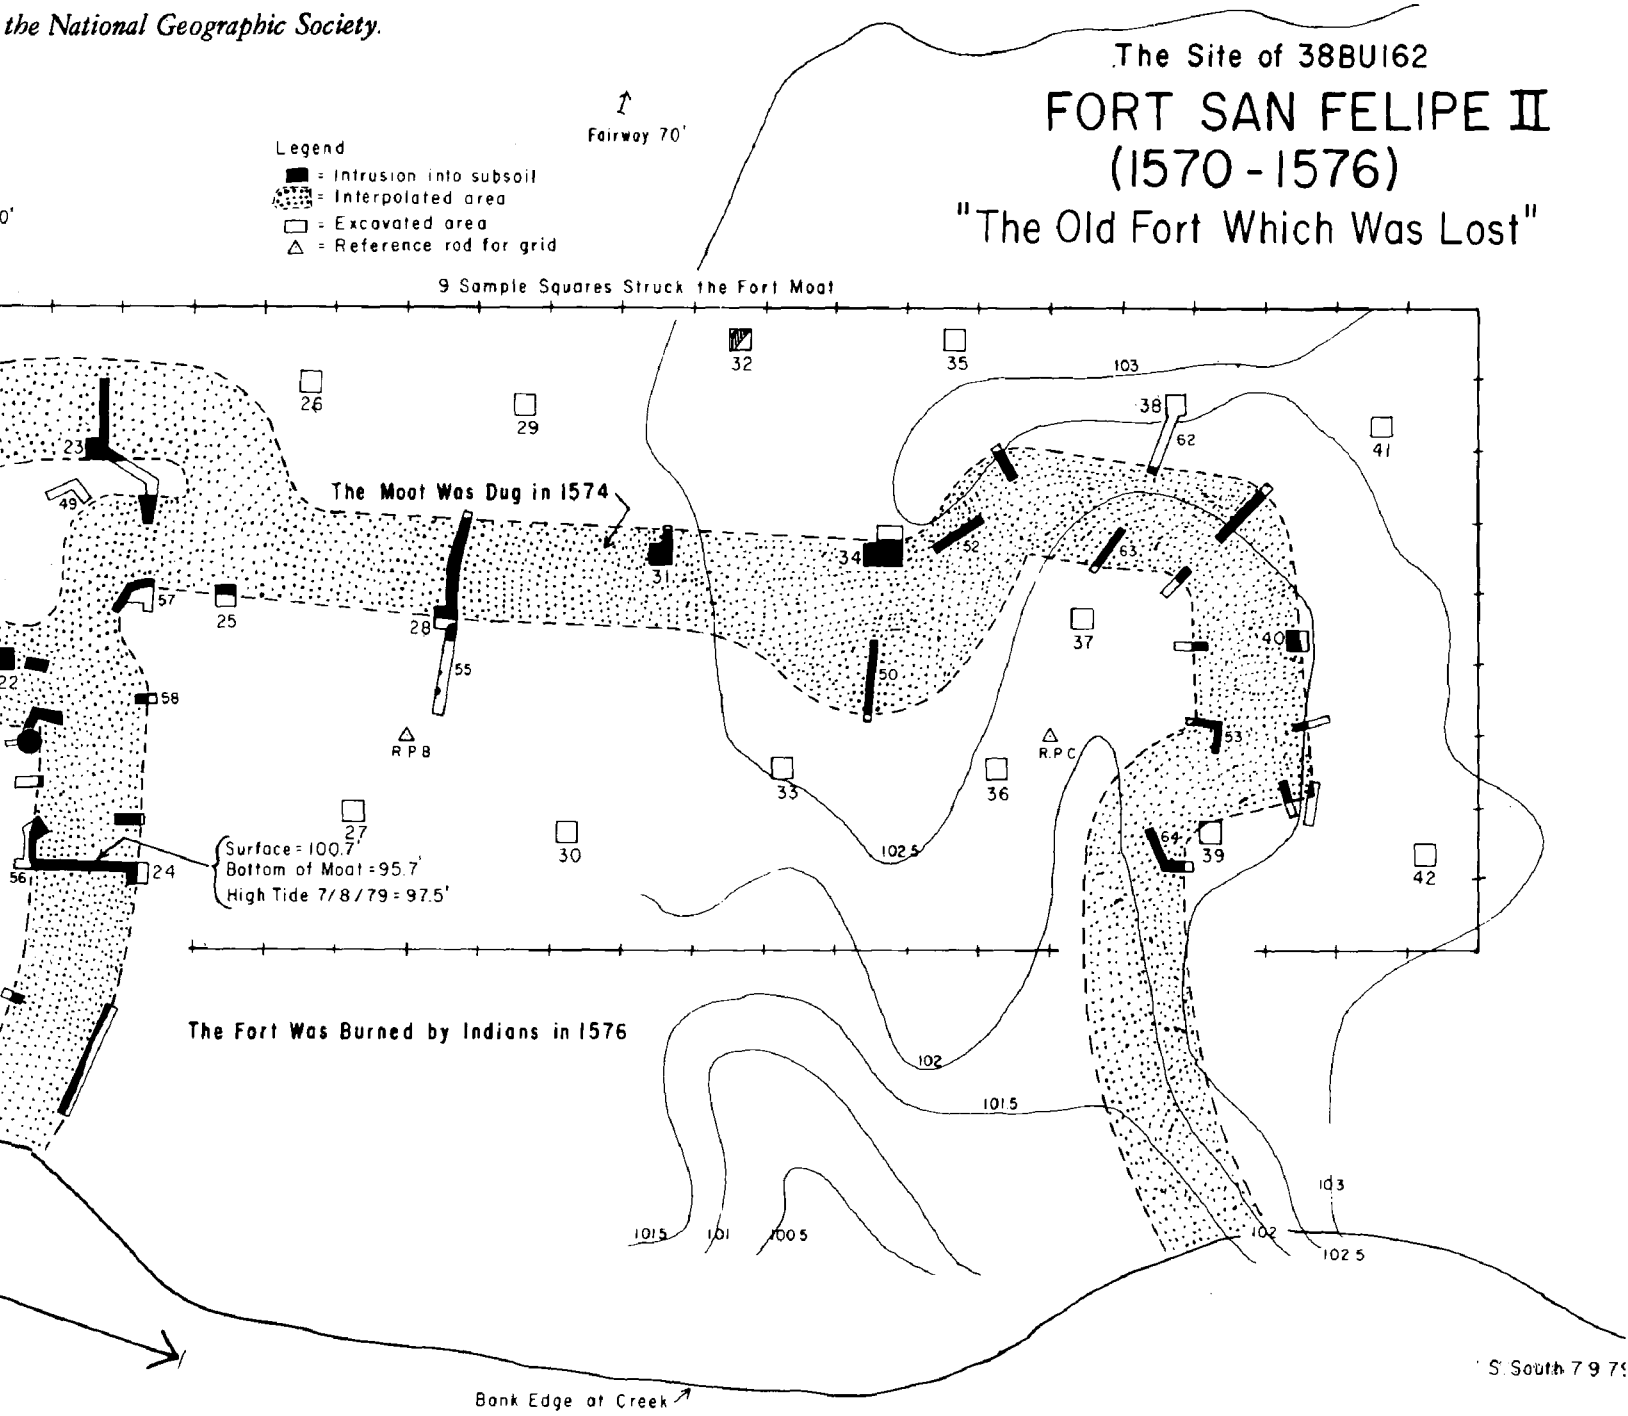 the National Geographic Society.
The Site of 38BU162
FORT SAN FELIPE II
(1570-1576)
"The Old Fort Which Was Lost"
Fairway 70'
Legend
= Intrusion into subsoil
= Interpolated area
= Excavated area
= Reference rod for grid
0'
9 Sample Squares Struck the Fort Moat
32
35
103
26
29
38
62
41
23
49
The Moat Was Dug in 1574
34
52
63
31
57
25
28
37
40
22
55
50
58
R P B
R.P.C.
53
33
36
27
30
102.5
64
39
42
Surface = 100.7'
Bottom of Moat = 95.7'
High Tide 7/8/79 = 97.5'
56
24
The Fort Was Burned by Indians in 1576
102
101.5
103
101.5
101
100.5
102
102.5
S. South 7 9 79
Bank Edge at Creek